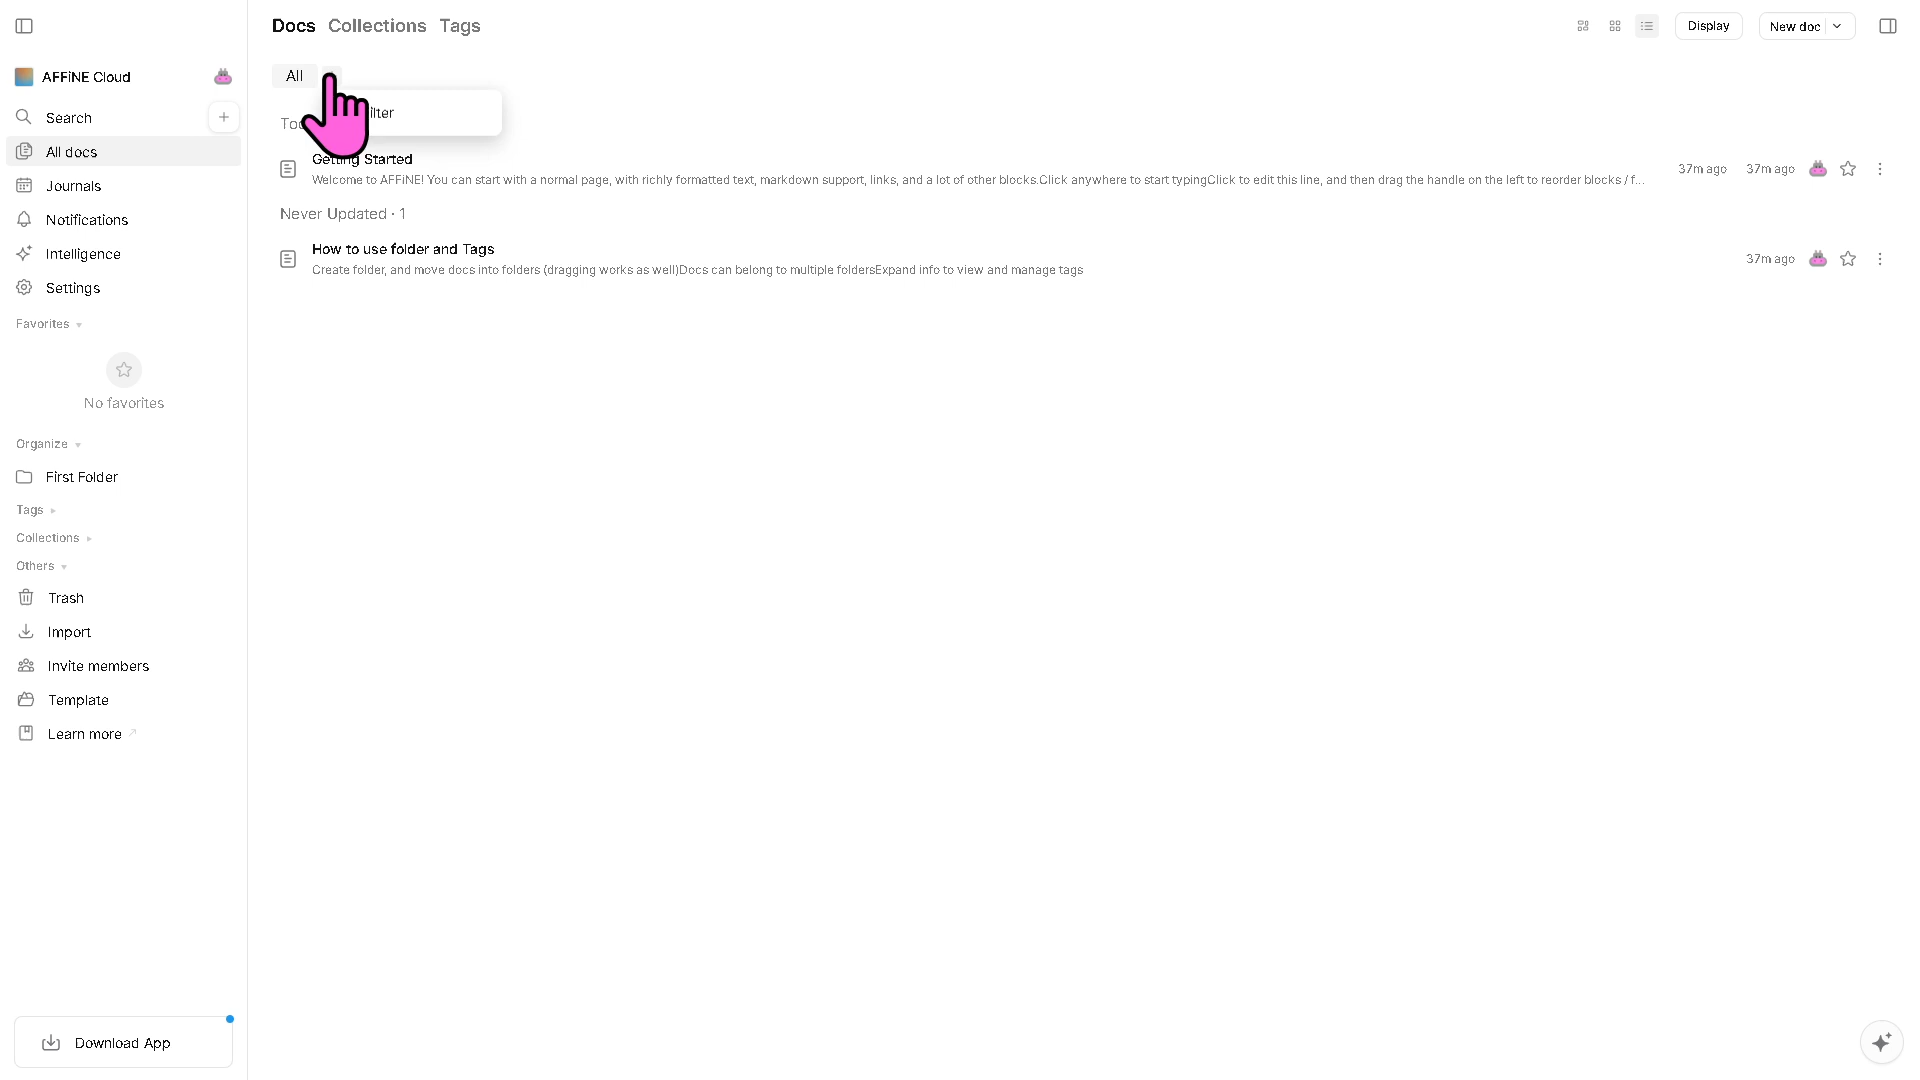 Docs Collections Tags
Display
New doc
AFFiNE Cloud
Search
All docs
Journals
Notifications
Intelligence
Settings
Favorites
No favorites
Organize
First Folder
Tags
Collections
Others
Trash
Import
Invite members
Template
Learn more
Download App
All
Getting Started
Welcome to AFFiNE! You can start with a normal page, with richly formatted text, markdown support, links, and a lot of other blocks.Click anywhere to start typingClick to edit this line, and then drag the handle on the left to reorder blocks / f...
37m ago 37m ago
Never Updated · 1
How to use folder and Tags
Create folder, and move docs into folders (dragging works as well)Docs can belong to multiple foldersExpand info to view and manage tags
37m ago